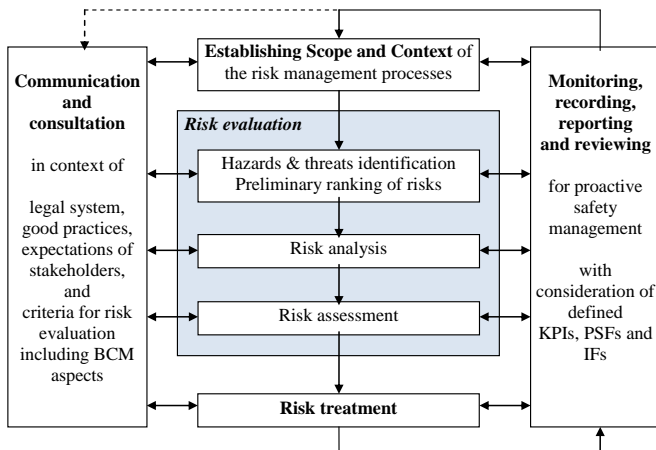 Establishing Scope and Context of
the risk management processes
Communication
and
consultation
in context of
legal system,
good practices,
expectations of
stakeholders,
and
criteria for risk
evaluation
including BCM
aspects
Risk evaluation
Hazards & threats identification
Preliminary ranking of risks
Risk analysis
Risk assessment
Risk treatment
Monitoring,
recording,
reporting
and reviewing
for proactive
safety
management
with
consideration of
defined
KPIs, PSFs and
IFs